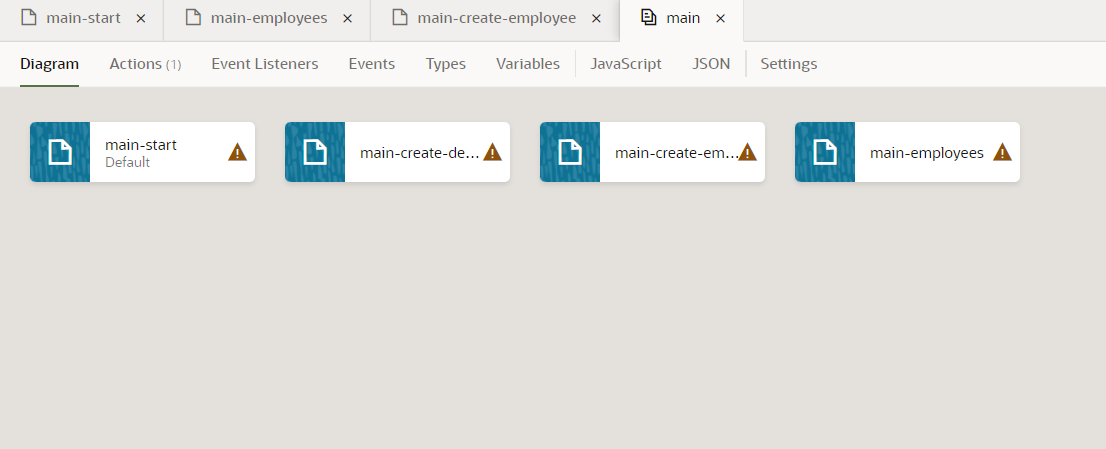 main-start
main-employees
main-create-employee
main
Diagram
Actions (1)
Event Listeners
Events
Types
Variables
JavaScript
JSON
Settings
main-start
Default
main-create-de...
main-create-em...
main-employees